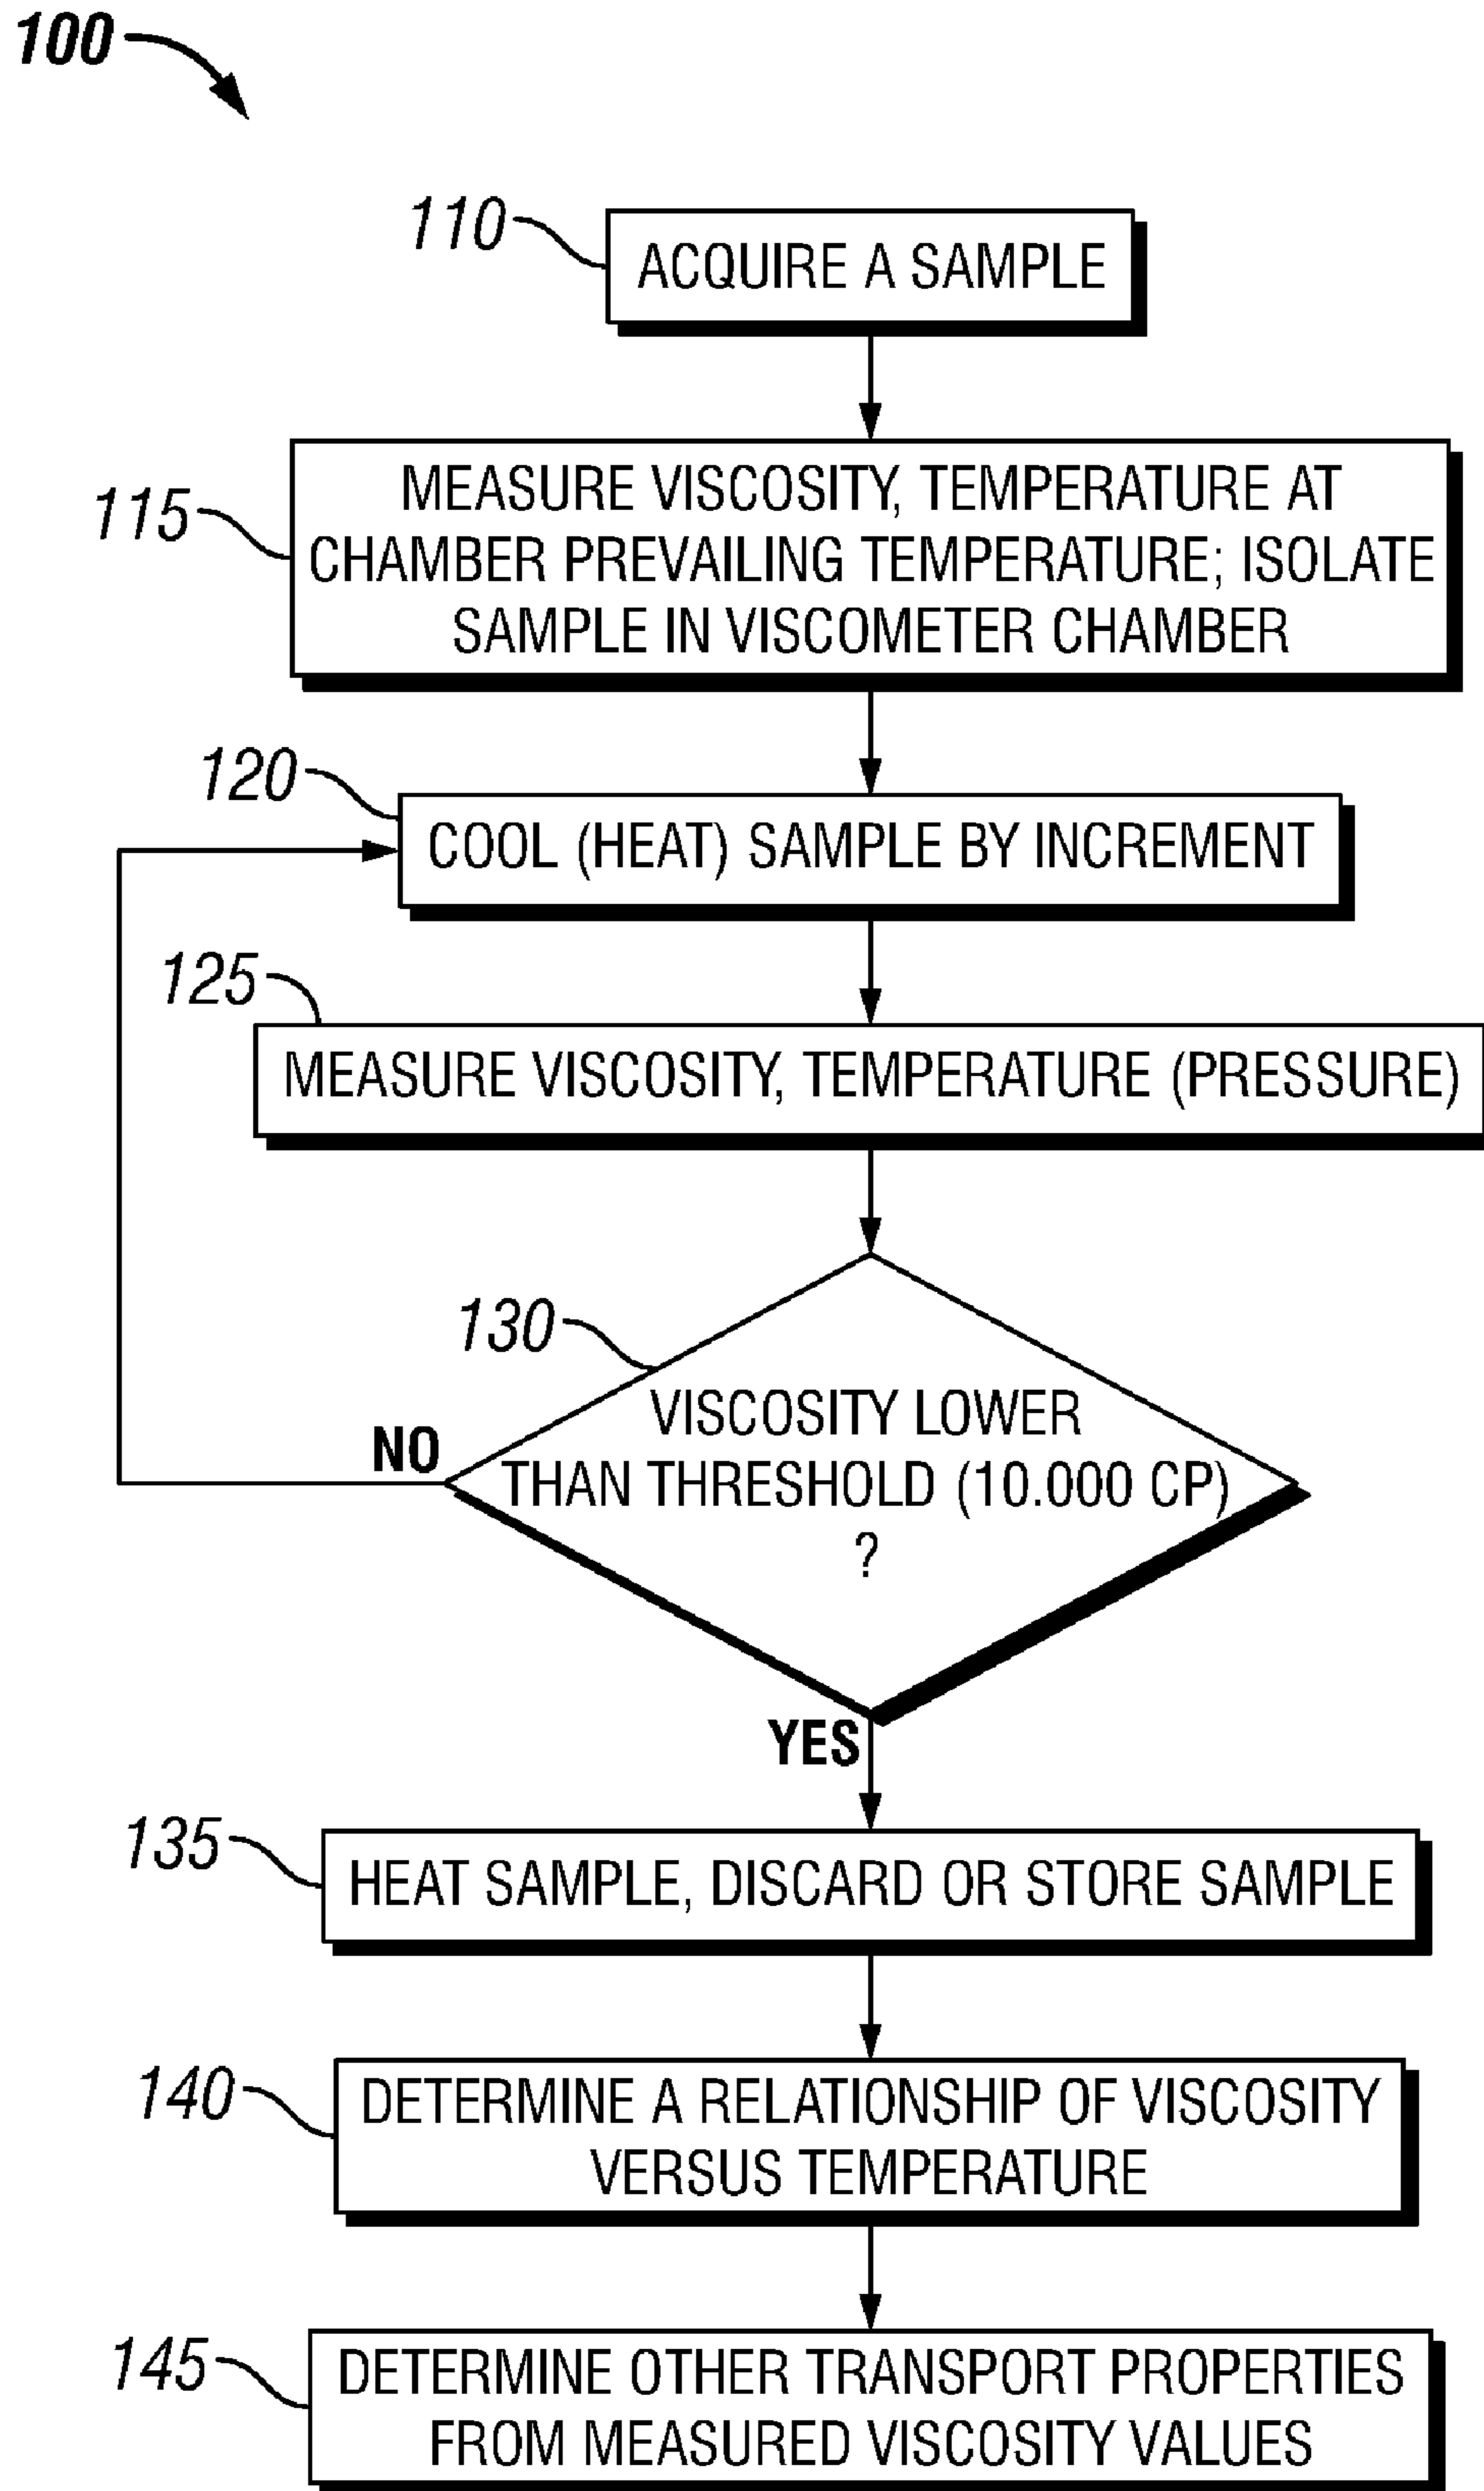 100
110
ACQUIRE A SAMPLE
115
MEASURE VISCOSITY, TEMPERATURE AT
CHAMBER PREVAILING TEMPERATURE; ISOLATE
SAMPLE IN VISCOMETER CHAMBER
120
COOL (HEAT) SAMPLE BY INCREMENT
125
MEASURE VISCOSITY, TEMPERATURE (PRESSURE)
130
VISCOSITY LOWER
THAN THRESHOLD (10.000 CP)
?
NO
YES
135
HEAT SAMPLE, DISCARD OR STORE SAMPLE
140
DETERMINE A RELATIONSHIP OF VISCOSITY
VERSUS TEMPERATURE
145
DETERMINE OTHER TRANSPORT PROPERTIES
FROM MEASURED VISCOSITY VALUES